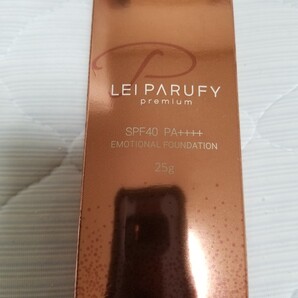 P
LEI PARUFY
premium
SPF40 PA++++
EMOTIONAL FOUNDATION
25g